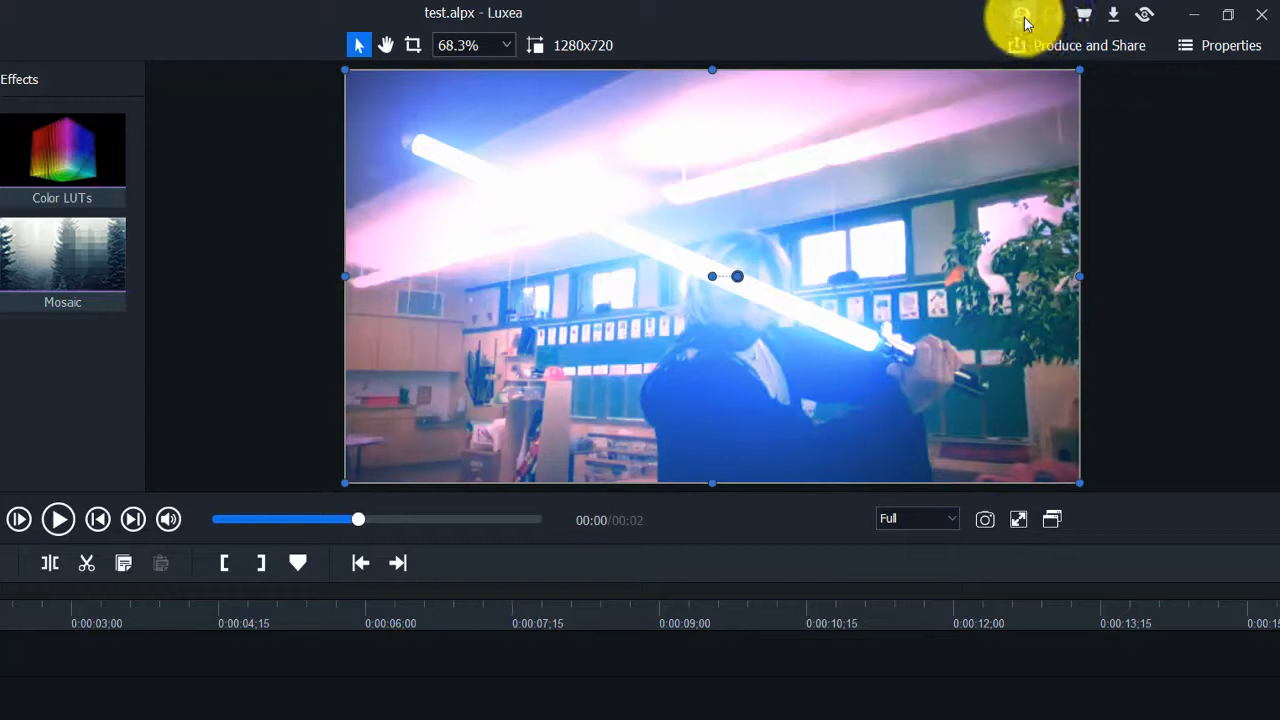 test.alpx - Luxea
68.3%
1280x720
Produce and Share
Properties
Effects
Color LUTs
Mosaic
00:00/00:02
Full
0:00:03;00
0:00:04;15
0:00:06;00
0:00:07;15
0:00:09;00
0:00:10;15
0:00:12;00
0:00:13;15